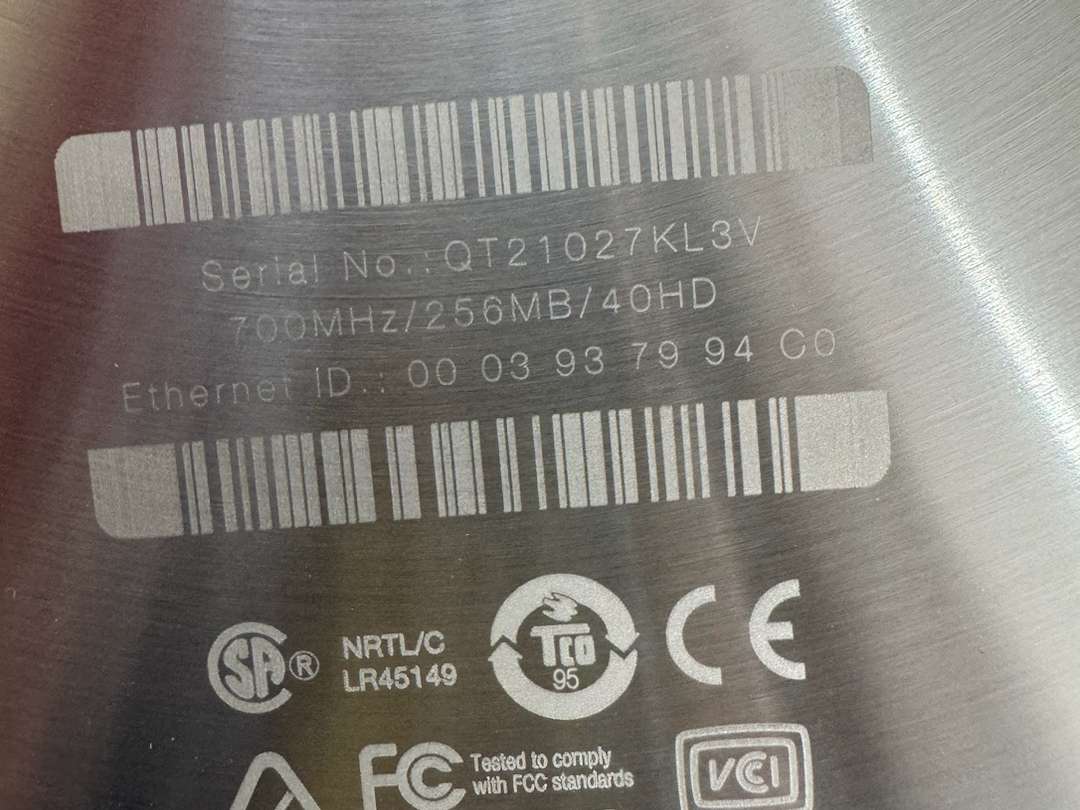 Serial No.: QT21027KL3V
700MHz/256MB/40HD
Ethernet ID.: 00 03 93 79 94 C0
SA ®
NRTL/C
LR45149
TCO
95
CE
FC
Tested to comply
with FCC standards
VCCI